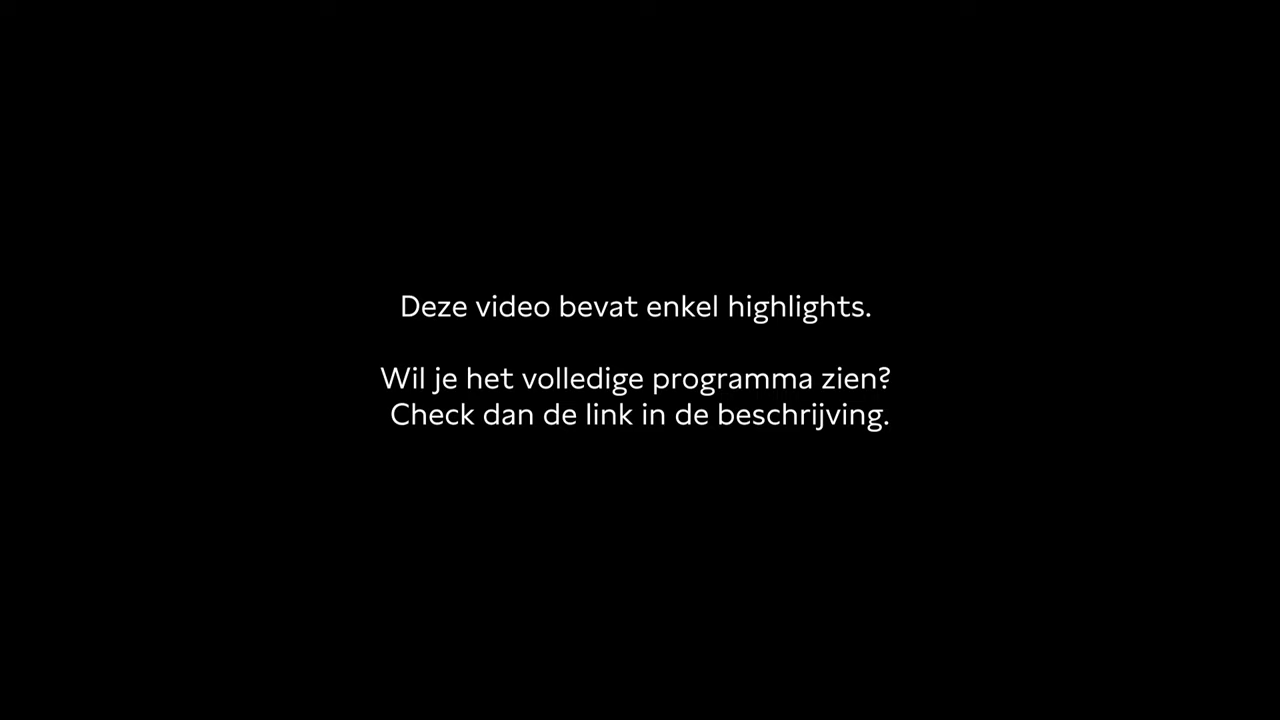 Deze video bevat enkel highlights.
Wil je het volledige programma zien?
Check dan de link in de beschrijving.